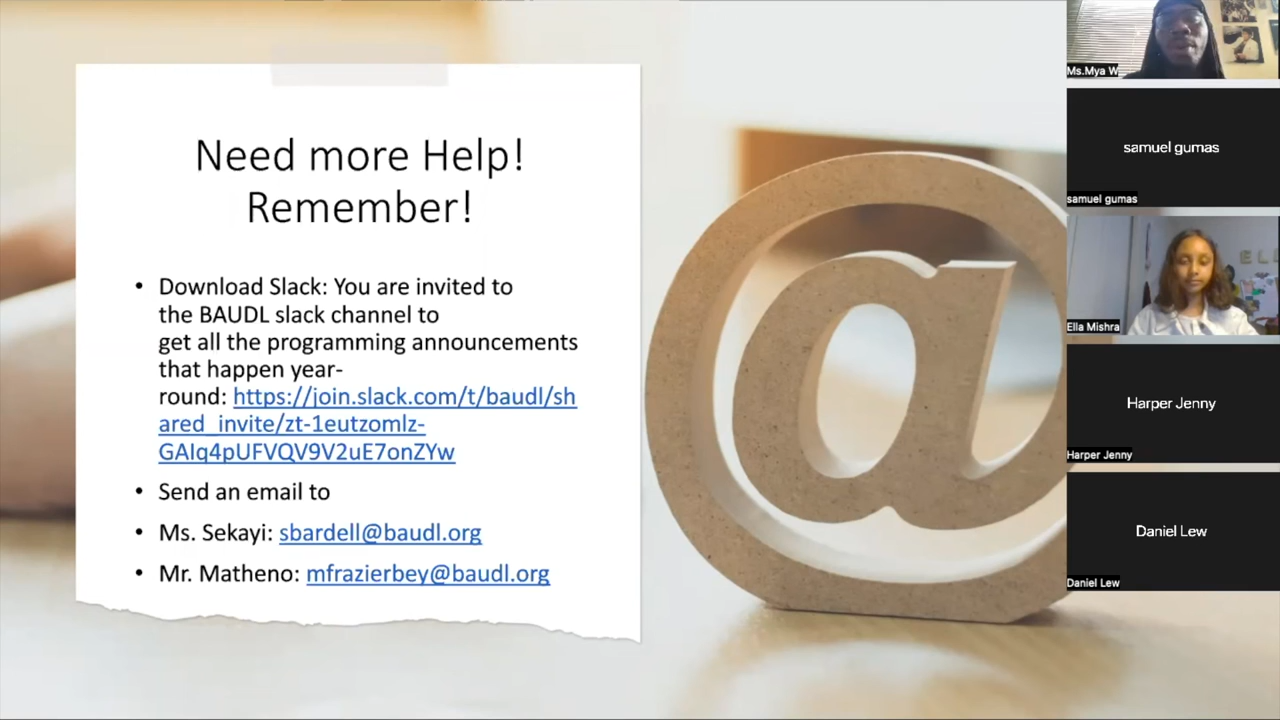 Need more Help!
Remember!
• Download Slack: You are invited to
the BAUDL slack channel to
get all the programming announcements
that happen year-
round: https://join.slack.com/t/baudl/sh
ared_invite/zt-1eutzomlz-
GAIq4pUFVQV9V2uE7onZYw
• Send an email to
• Ms. Sekayi: sbardell@baudl.org
• Mr. Matheno: mfrazierbey@baudl.org
Ms.Mya W
samuel gumas
samuel gumas
Ella Mishra
Harper Jenny
Harper Jenny
Daniel Lew
Daniel Lew